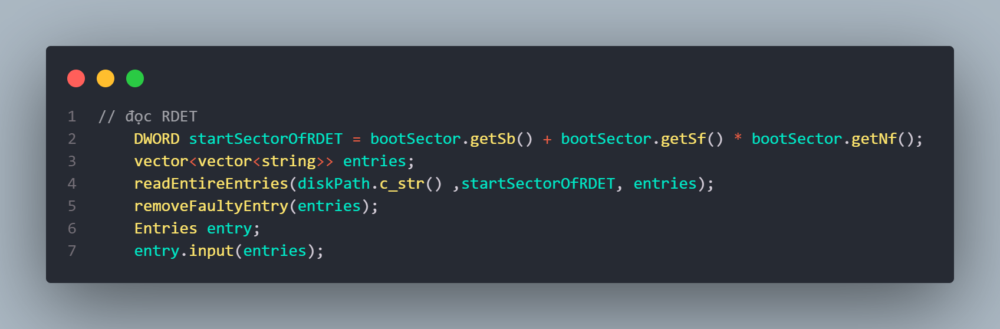 1 // đọc RDET
2 DWORD startSectorOfRDET = bootSector.getSb() + bootSector.getSf() * bootSector.getNf();
3 vector<vector<string>> entries;
4 readEntireEntries(diskPath.c_str() ,startSectorOfRDET, entries);
5 removeFaultyEntry(entries);
6 Entries entry;
7 entry.input(entries);